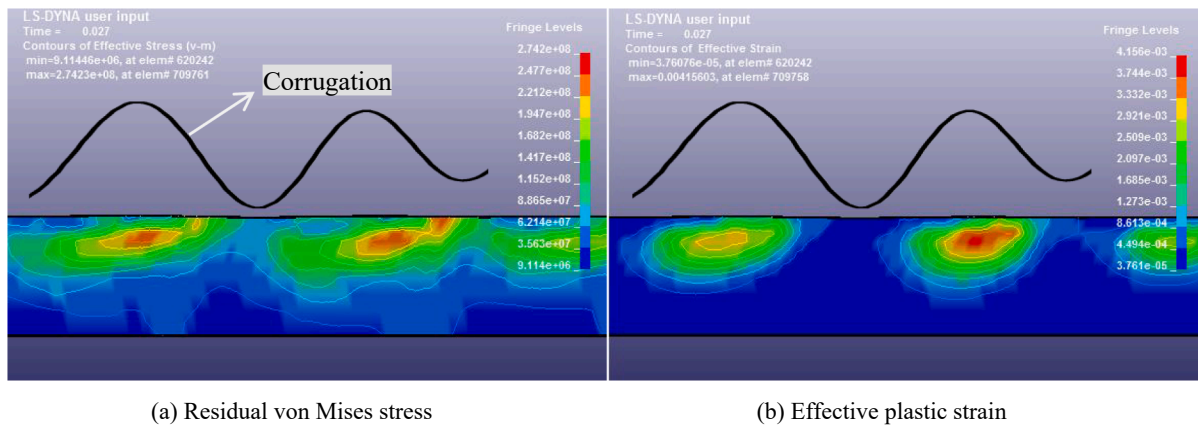 LS-DYNA user input
Time = 0.027
Contours of Effective Stress (v-m)
min=9.11446e+06, at elem# 620242
max=2.7423e+08, at elem# 709761
Fringe Levels
2.742e+08
2.477e+08
2.212e+08
1.947e+08
1.682e+08
1.417e+08
1.152e+08
8.865e+07
6.214e+07
3.563e+07
9.114e+06
Corrugation
LS-DYNA user input
Time = 0.027
Contours of Effective Strain
min=3.76076e-05, at elem# 620242
max=0.00415603, at elem# 709758
Fringe Levels
4.156e-03
3.744e-03
3.332e-03
2.921e-03
2.509e-03
2.097e-03
1.685e-03
1.273e-03
8.613e-04
4.494e-04
3.761e-05
(a) Residual von Mises stress
(b) Effective plastic strain